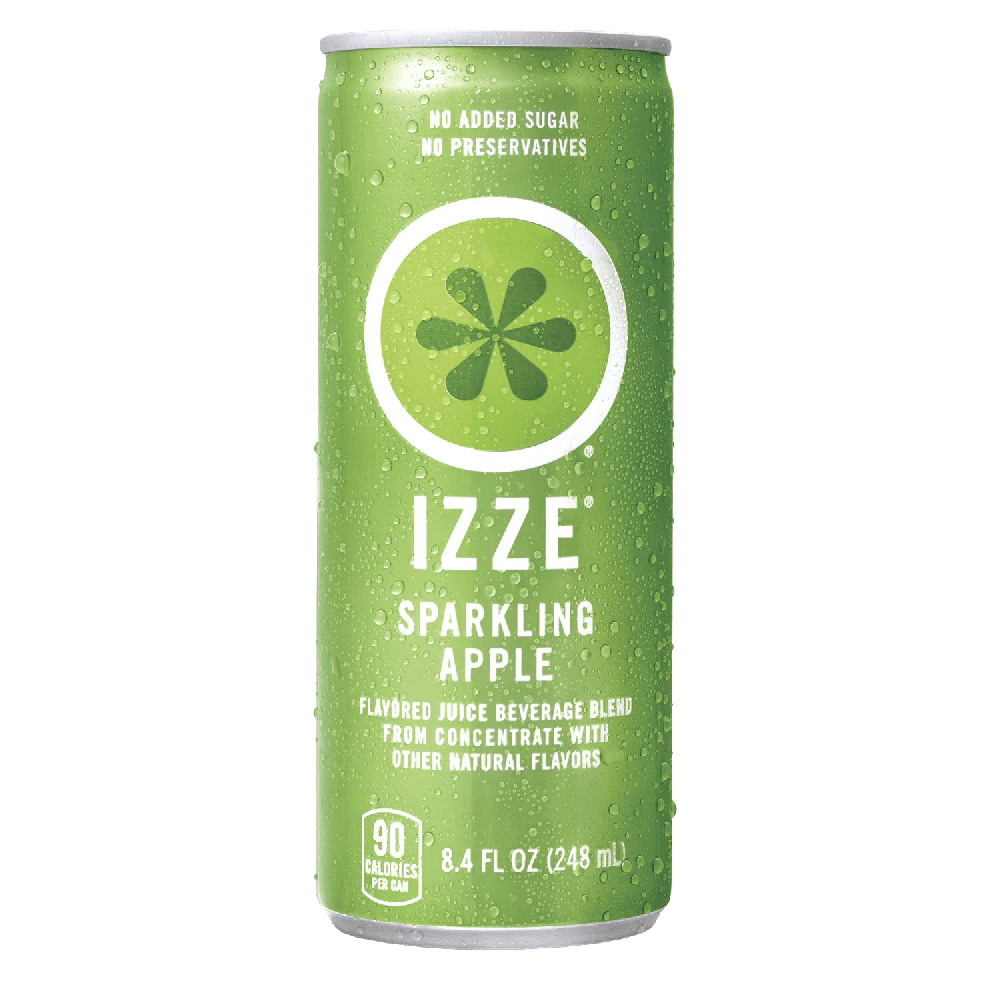 NO ADDED SUGAR
NO PRESERVATIVES
®
IZZE®
SPARKLING
APPLE
FLAVORED JUICE BEVERAGE BLEND
FROM CONCENTRATE WITH
OTHER NATURAL FLAVORS
90
CALORIES
PER CAN
8.4 FL OZ (248 mL)